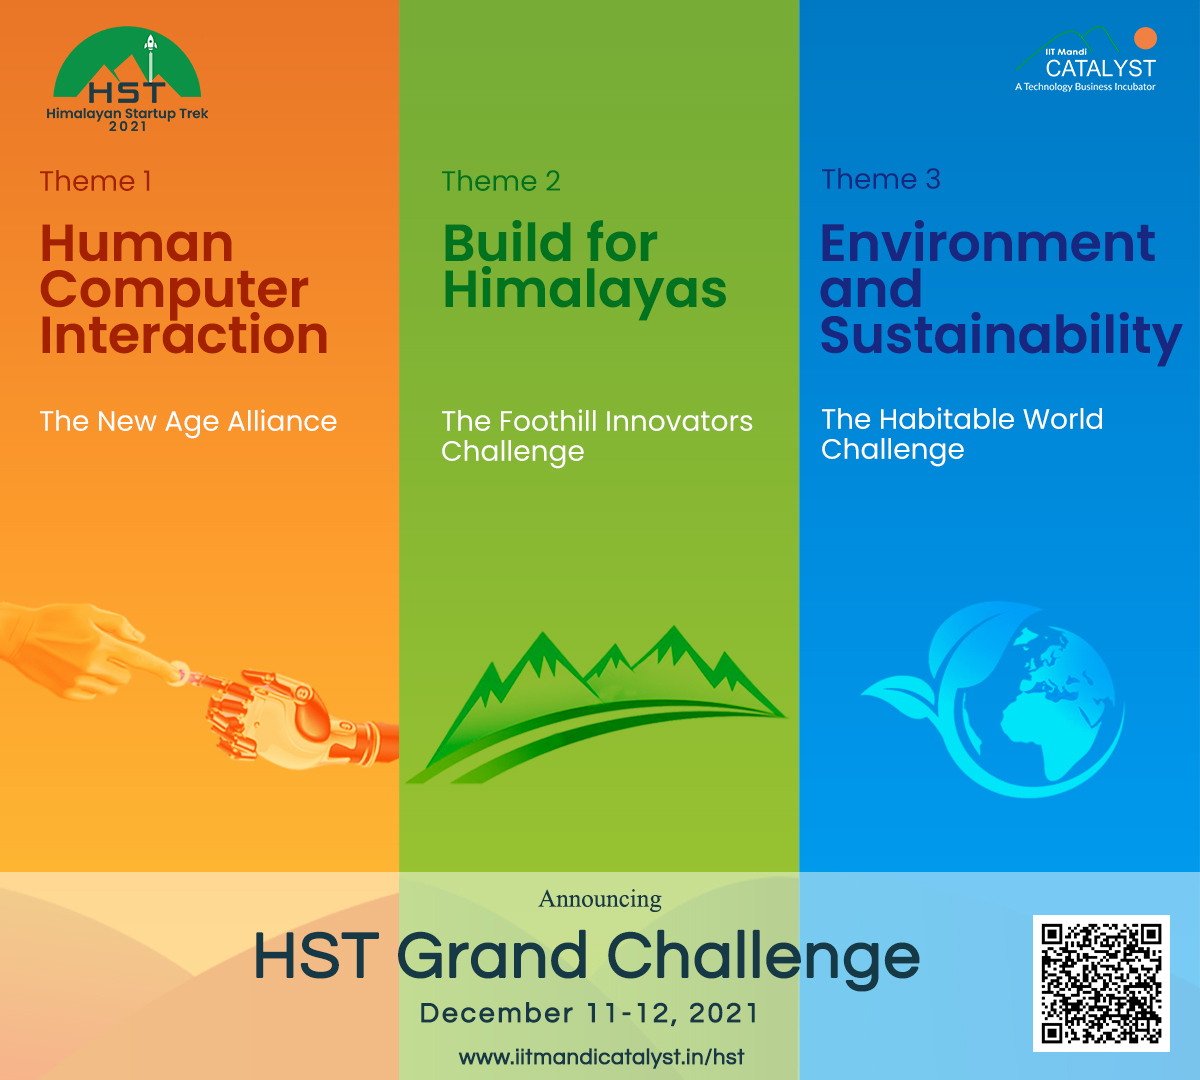 HST
Himalayan Startup Trek
2021
IIT Mandi
CATALYST
A Technology Business Incubator
Theme 1
Human
Computer
Interaction
The New Age Alliance
Theme 2
Build for
Himalayas
The Foothill Innovators
Challenge
Theme 3
Environment
and
Sustainability
The Habitable World
Challenge
Announcing
HST Grand Challenge
December 11-12, 2021
www.iitmandicatalyst.in/hst